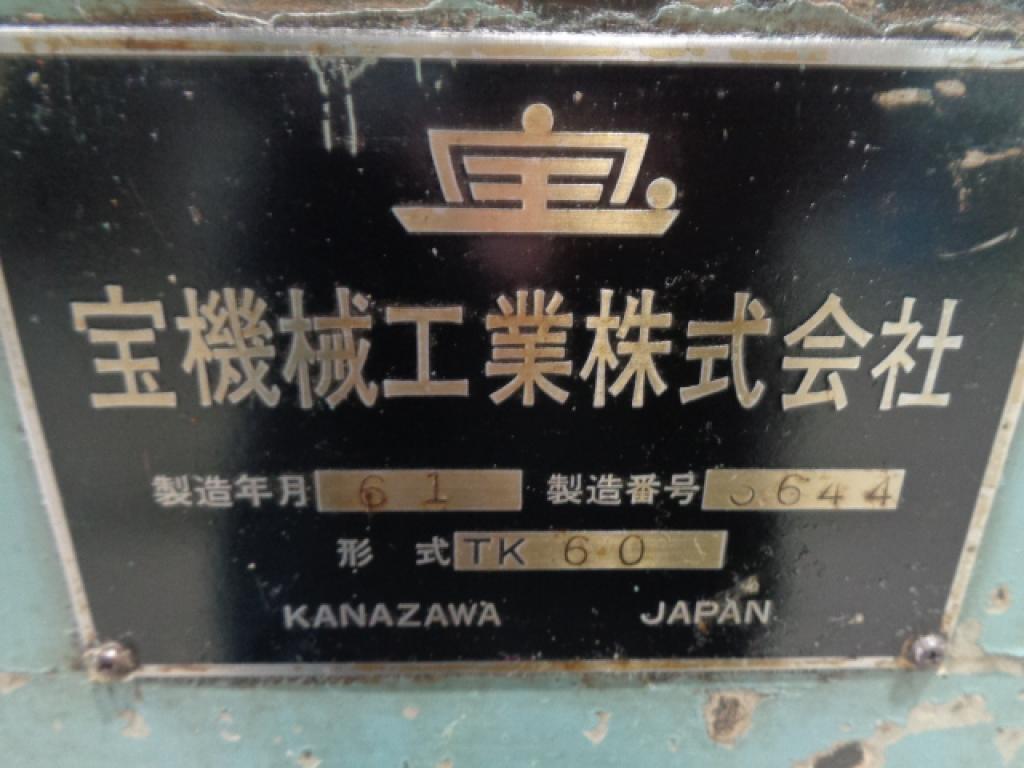 宝機械工業株式会社
製造年月 61 製造番号 3644
形 式 TK 60
KANAZAWA JAPAN